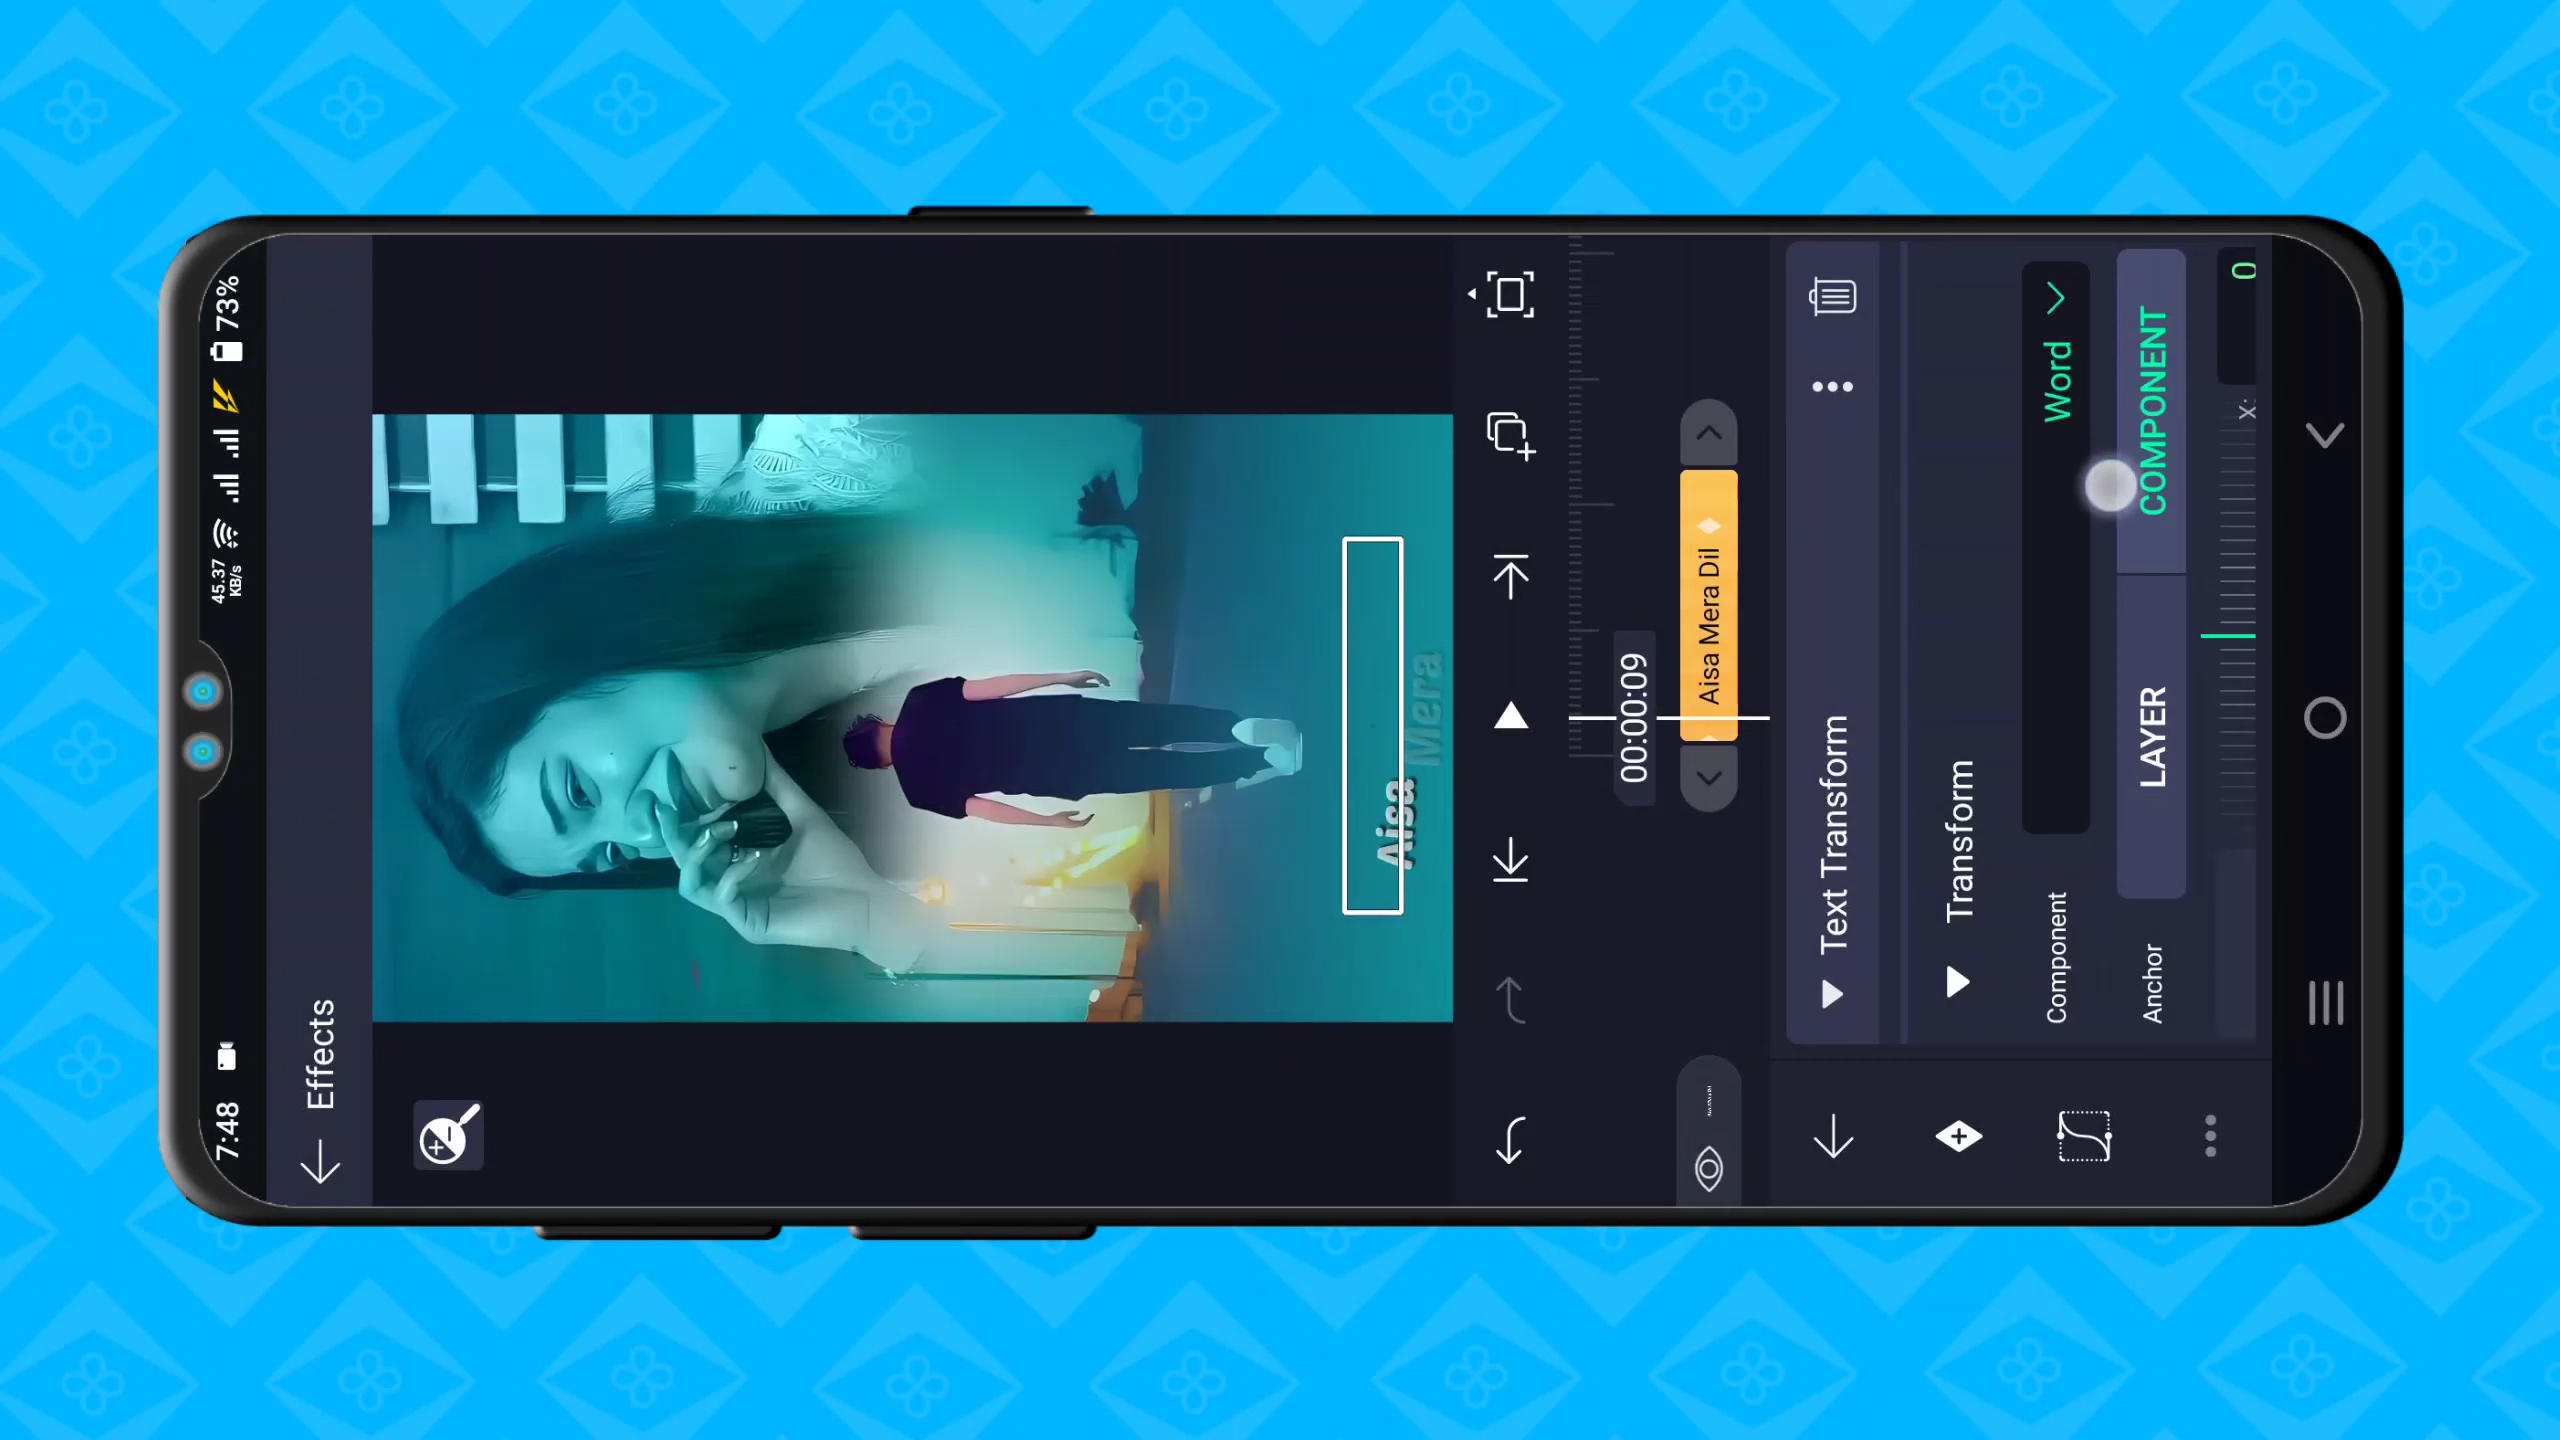 7:48
45.37
KB/s
73%
Effects
Aisa
Mera
00:00:09
Aisa Mera Dil
Text Transform
Transform
Component
Word
Anchor
LAYER
COMPONENT
X:
0